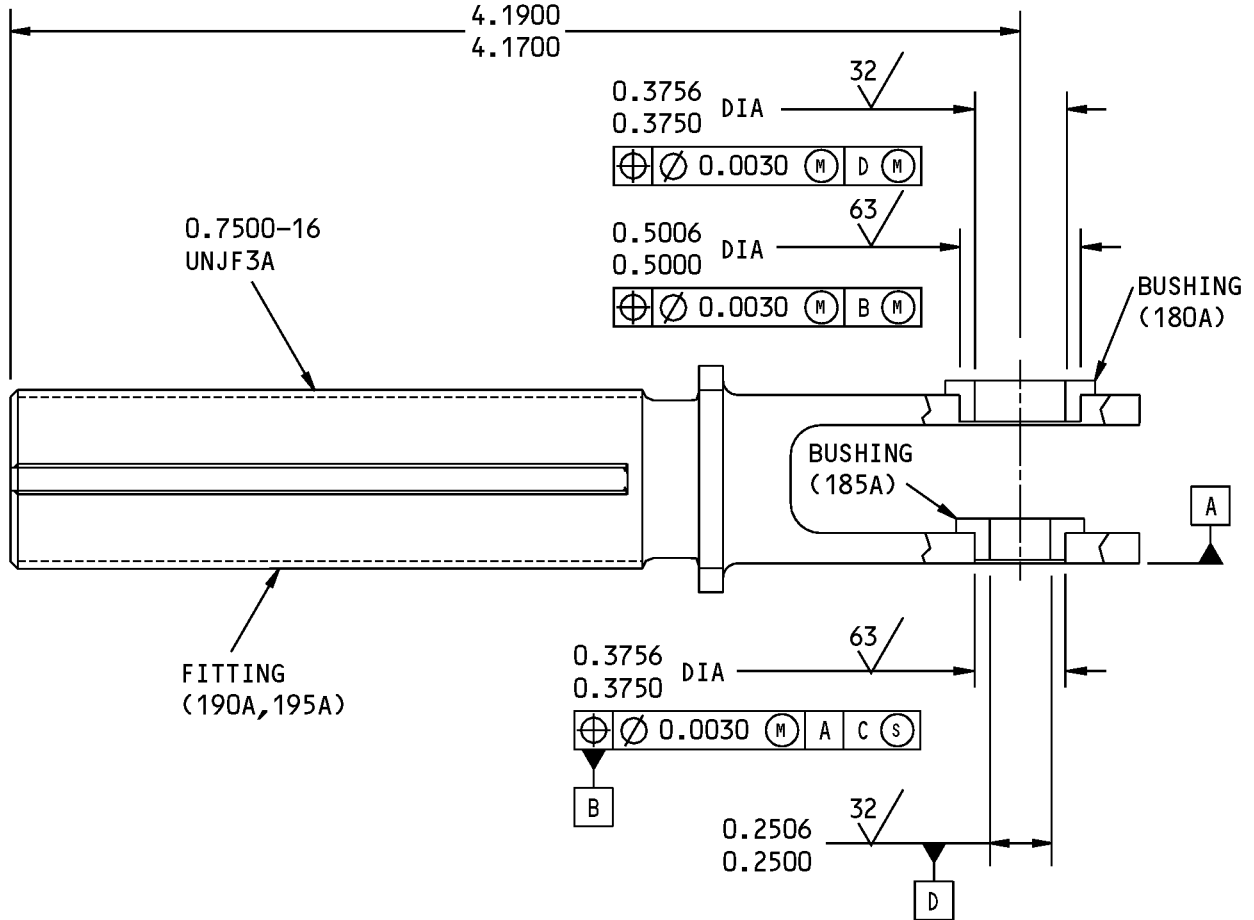 4.1900
4.1700
32
0.3756
0.3750 DIA
⌖ ⌀ 0.0030 Ⓜ D Ⓜ
63
0.5006
0.5000 DIA
⌖ ⌀ 0.0030 Ⓜ B Ⓜ
0.7500-16
UNJF3A
BUSHING
(180A)
BUSHING
(185A)
A
FITTING
(190A,195A)
63
0.3756
0.3750 DIA
⌖ ⌀ 0.0030 Ⓜ A C Ⓢ
B
32
0.2506
0.2500
D